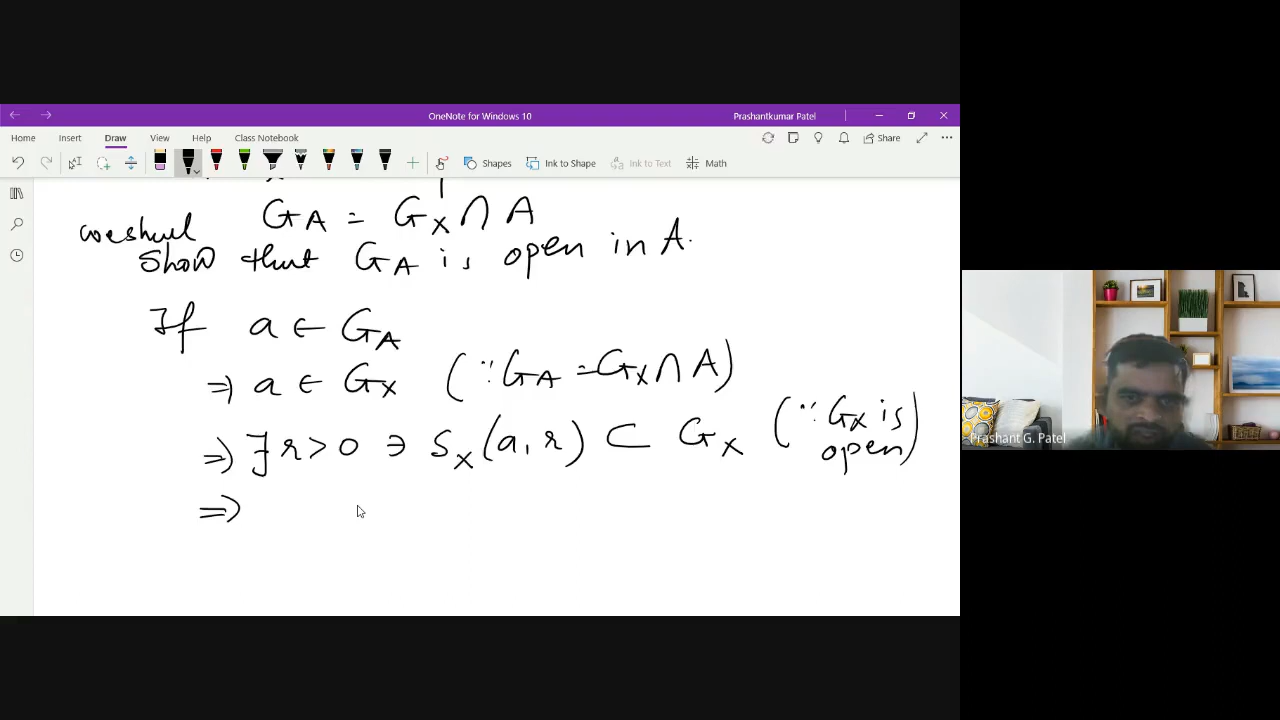 OneNote for Windows 10
Prashantkumar Patel
Home Insert Draw View Help Class Notebook
Share
Shapes Ink to Shape Ink to Text Math
G_A = G_X ∩ A
we shall
show that G_A is open in A.
If a ∈ G_A
⇒ a ∈ G_X (∵ G_A = G_X ∩ A)
⇒ ∃ r > 0 ∋ S_X(a, r) ⊂ G_X (∵ G_X is open)
⇒
Prashant G. Patel